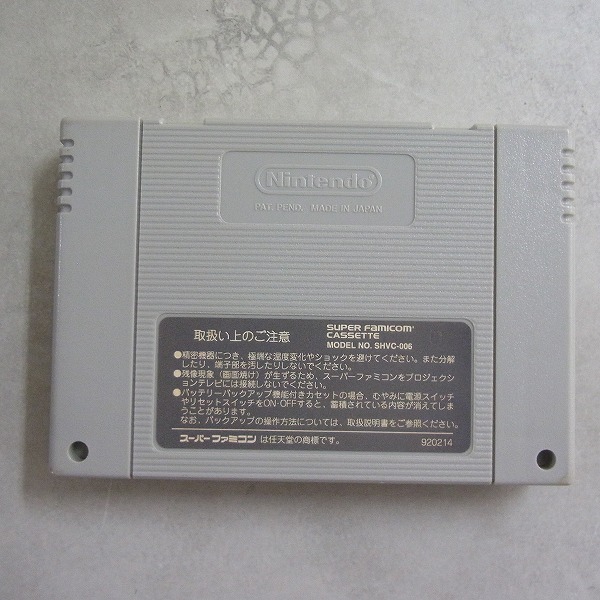 Nintendo
PAT. PEND. MADE IN JAPAN
取扱い上のご注意
SUPER FAMICOM
CASSETTE
MODEL NO. SHVC-006
●精密機器につき、極端な温度変化やショックを避けてください。また分解
したり、端子部を汚したりしないでください。
●残像現象（画面焼け）が生ずるため、スーパーファミコンをプロジェクシ
ョンテレビには接続しないでください。
●バッテリーバックアップ機能付きカセットの場合、むやみに電源スイッチ
やリセットスイッチをON-OFFすると、蓄積されている内容が消えてしま
うことがあります。
なお、バックアップの操作方法については、取扱説明書をご参照ください。
スーパーファミコン は任天堂の商標です。
920214